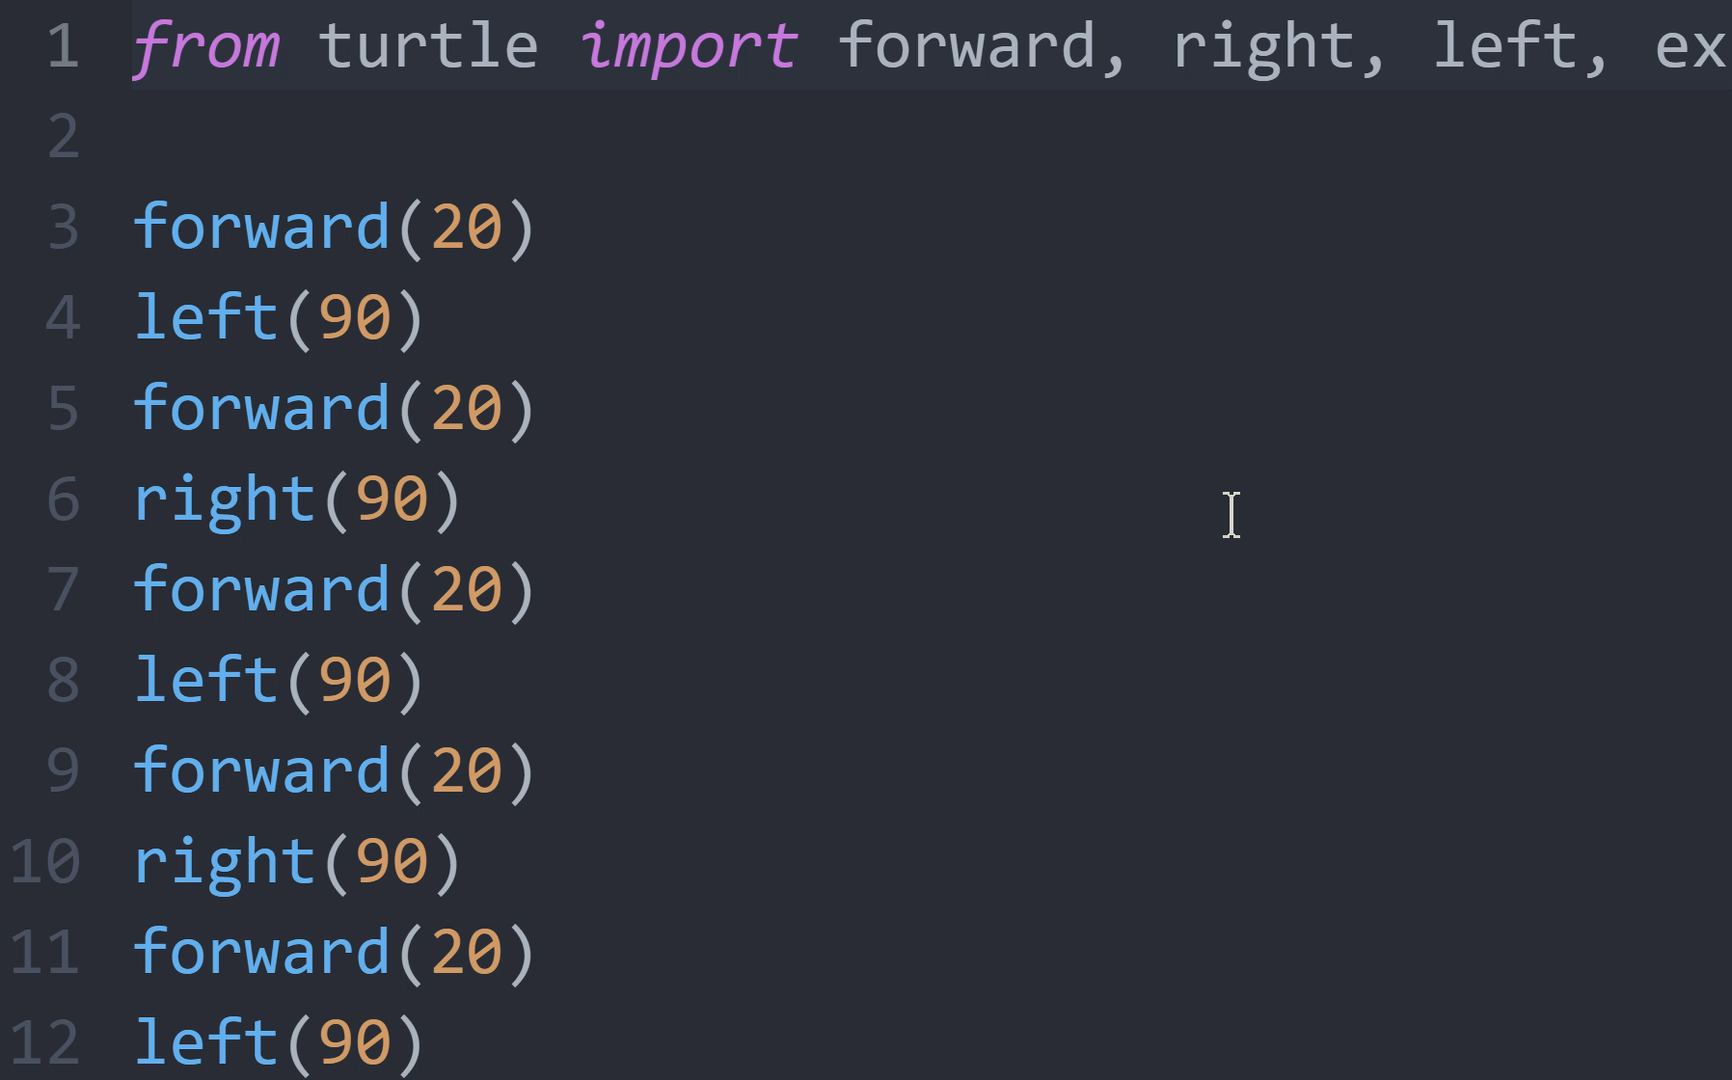 1 from turtle import forward, right, left, ex
2
3 forward(20)
4 left(90)
5 forward(20)
6 right(90)
7 forward(20)
8 left(90)
9 forward(20)
10 right(90)
11 forward(20)
12 left(90)